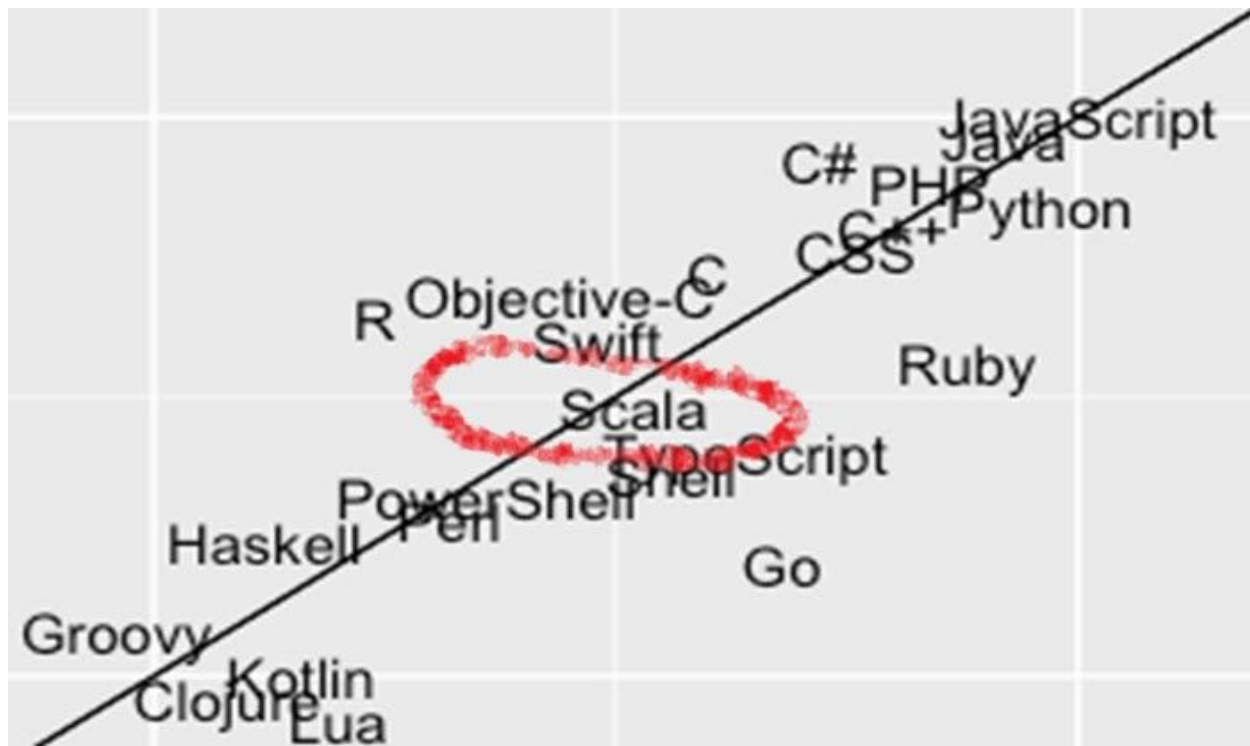 JavaScript
Java
C#
PHP
Python
C++
CSS
C
Objective-C
R
Swift
Ruby
Scala
TypeScript
Shell
PowerShell
Perl
Haskell
Go
Groovy
Kotlin
Clojure
Lua